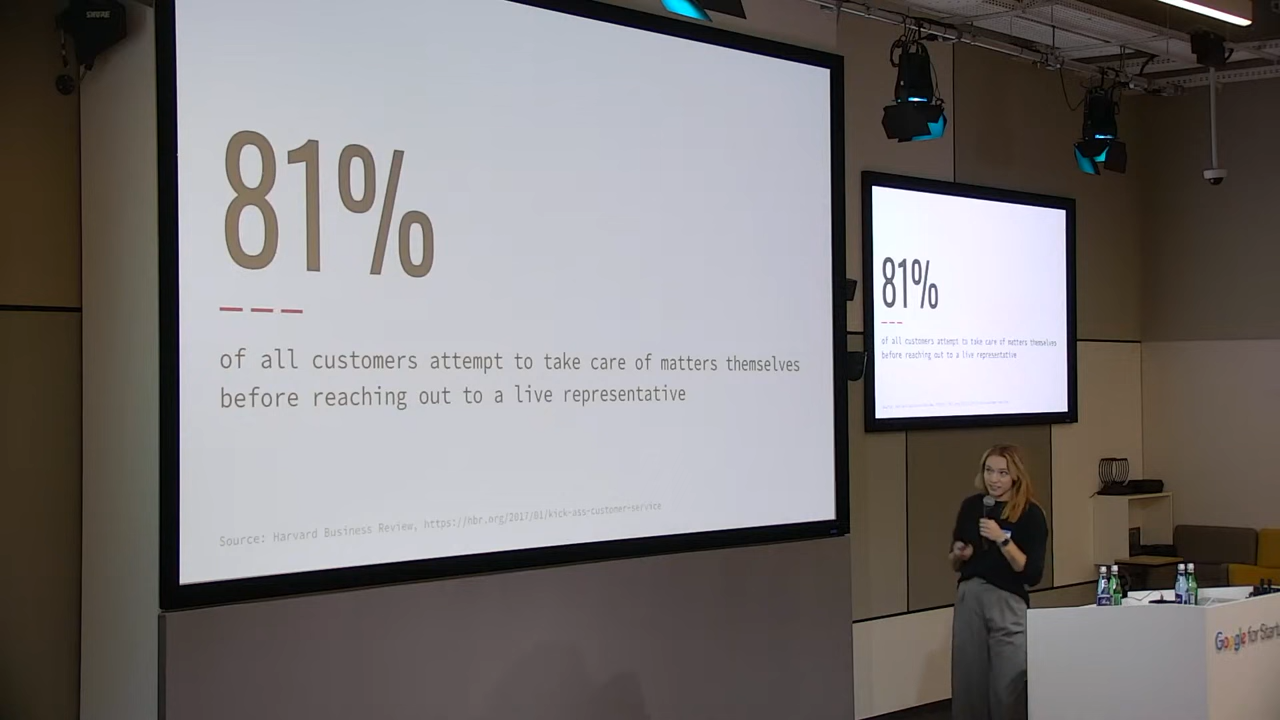 SHURE
81%
of all customers attempt to take care of matters themselves
before reaching out to a live representative
Source: Harvard Business Review, https://hbr.org/2017/01/kick-ass-customer-service
81%
of all customers attempt to take care of matters themselves
before reaching out to a live representative
Google for Start